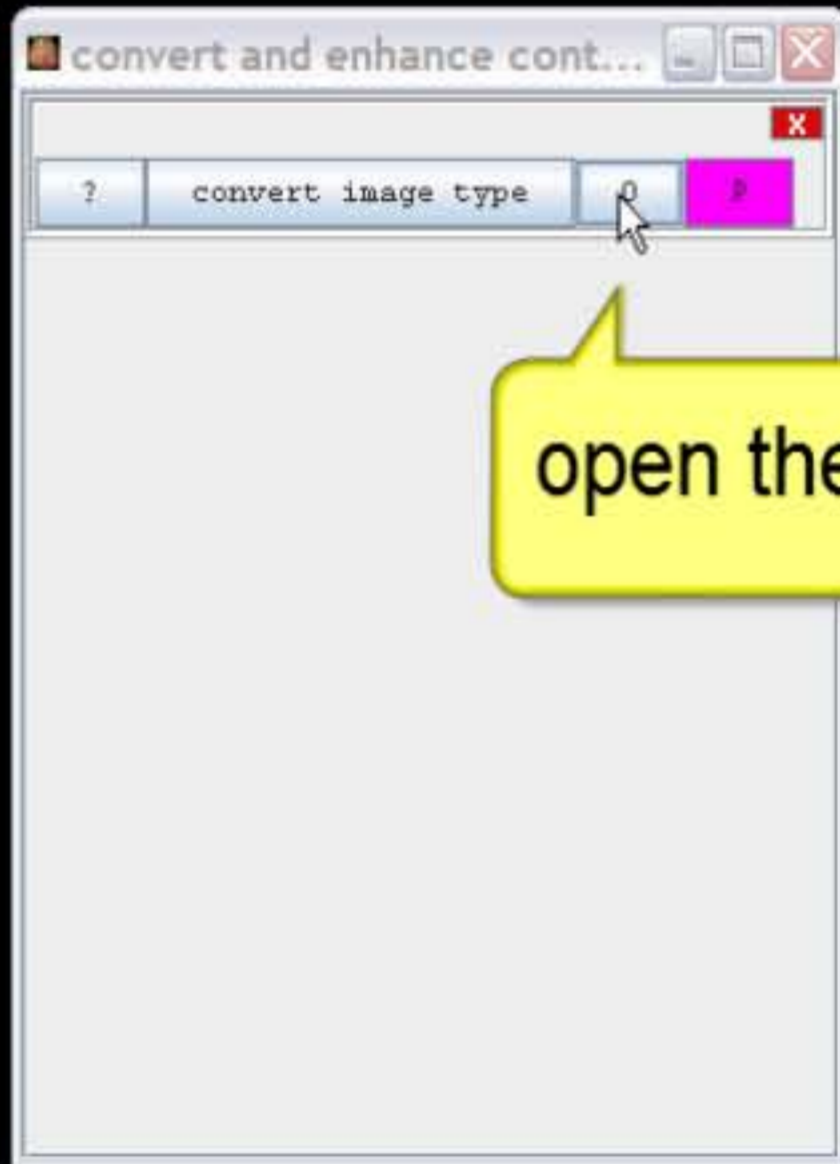 convert and enhance cont...
X
? convert image type O P
open the